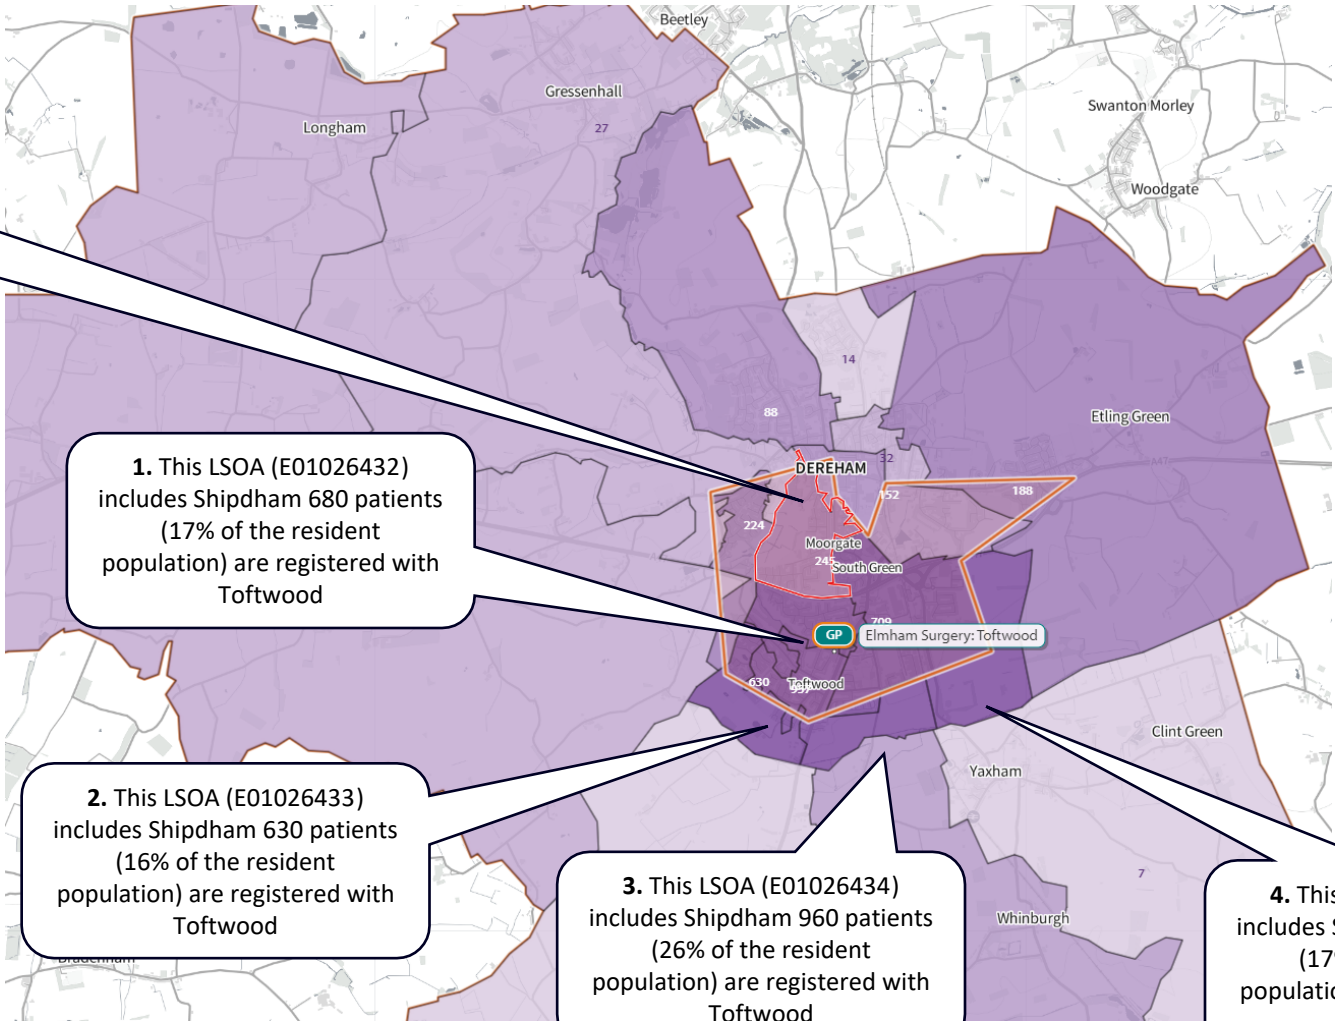 Beetley
Gressenhall
27
Longham
Swanton Morley
Woodgate
14
Etling Green
88
DEREHAM
32
A47
152
188
224
Moorgate
245
South Green
1. This LSOA (E01026432)
includes Shipdham 680 patients
(17% of the resident
population) are registered with
Toftwood
709
GP
Elmham Surgery: Toftwood
630
Toftwood
Clint Green
Yaxham
2. This LSOA (E01026433)
includes Shipdham 630 patients
(16% of the resident
population) are registered with
Toftwood
7
3. This LSOA (E01026434)
includes Shipdham 960 patients
(26% of the resident
population) are registered with
Toftwood
Whinburgh
4. This
includes S
(17%
populatio
Bradenham